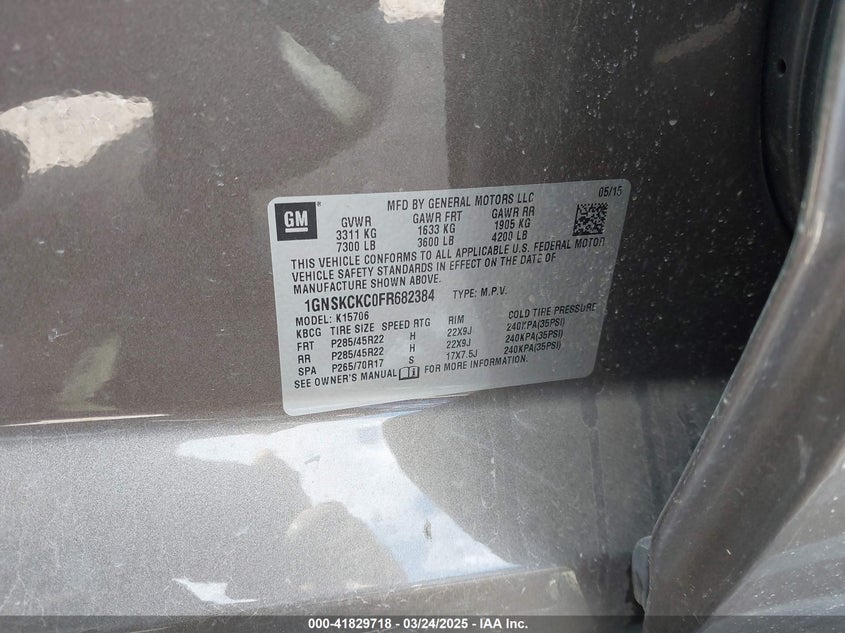 GM ®
MFD BY GENERAL MOTORS LLC
05/15
GVWR GAWR FRT GAWR RR
3311 KG 1633 KG 1905 KG
7300 LB 3600 LB 4200 LB
THIS VEHICLE CONFORMS TO ALL APPLICABLE U.S. FEDERAL MOTOR
VEHICLE SAFETY STANDARDS IN EFFECT ON THE DATE OF
MANUFACTURE SHOWN ABOVE.
1GNSKCKC0FR682384 TYPE: M.P.V.
MODEL: K15706
KBCG TIRE SIZE SPEED RTG RIM COLD TIRE PRESSURE
FRT P285/45R22 H 22X9J 240KPA(35PSI)
RR P285/45R22 H 22X9J 240KPA(35PSI)
SPA P265/70R17 S 17X7.5J 240KPA(35PSI)
SEE OWNER'S MANUAL FOR MORE INFORMATION.
000-41829718 - 03/24/2025 - IAA Inc.